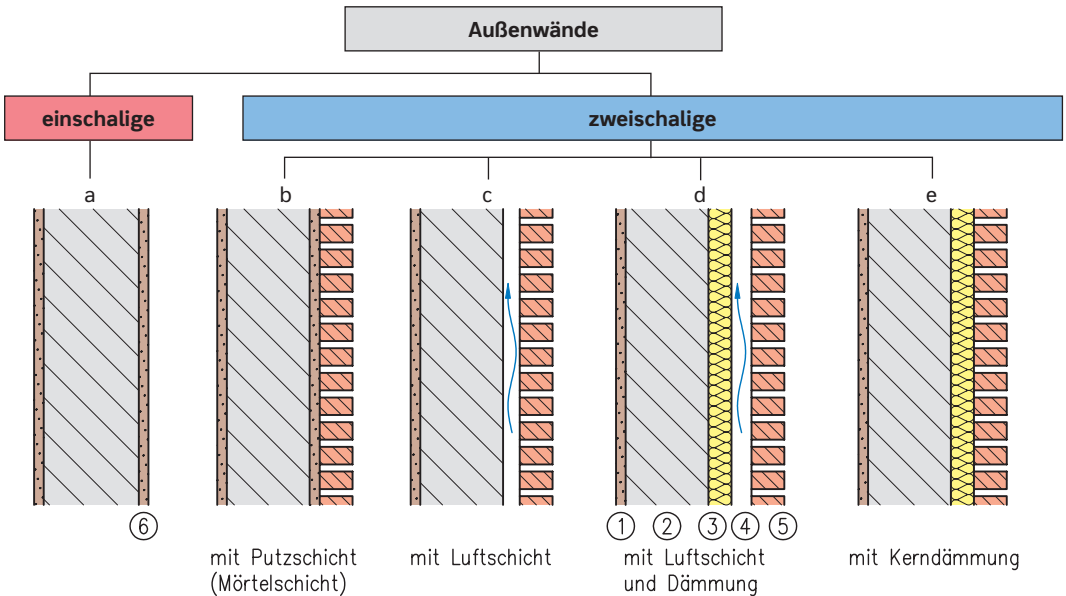 Außenwände
einschalige
zweischalige
a
b
c
d
e
⑥
① ② ③ ④ ⑤
mit Putzschicht
(Mörtelschicht)
mit Luftschicht
mit Luftschicht
und Dämmung
mit Kerndämmung